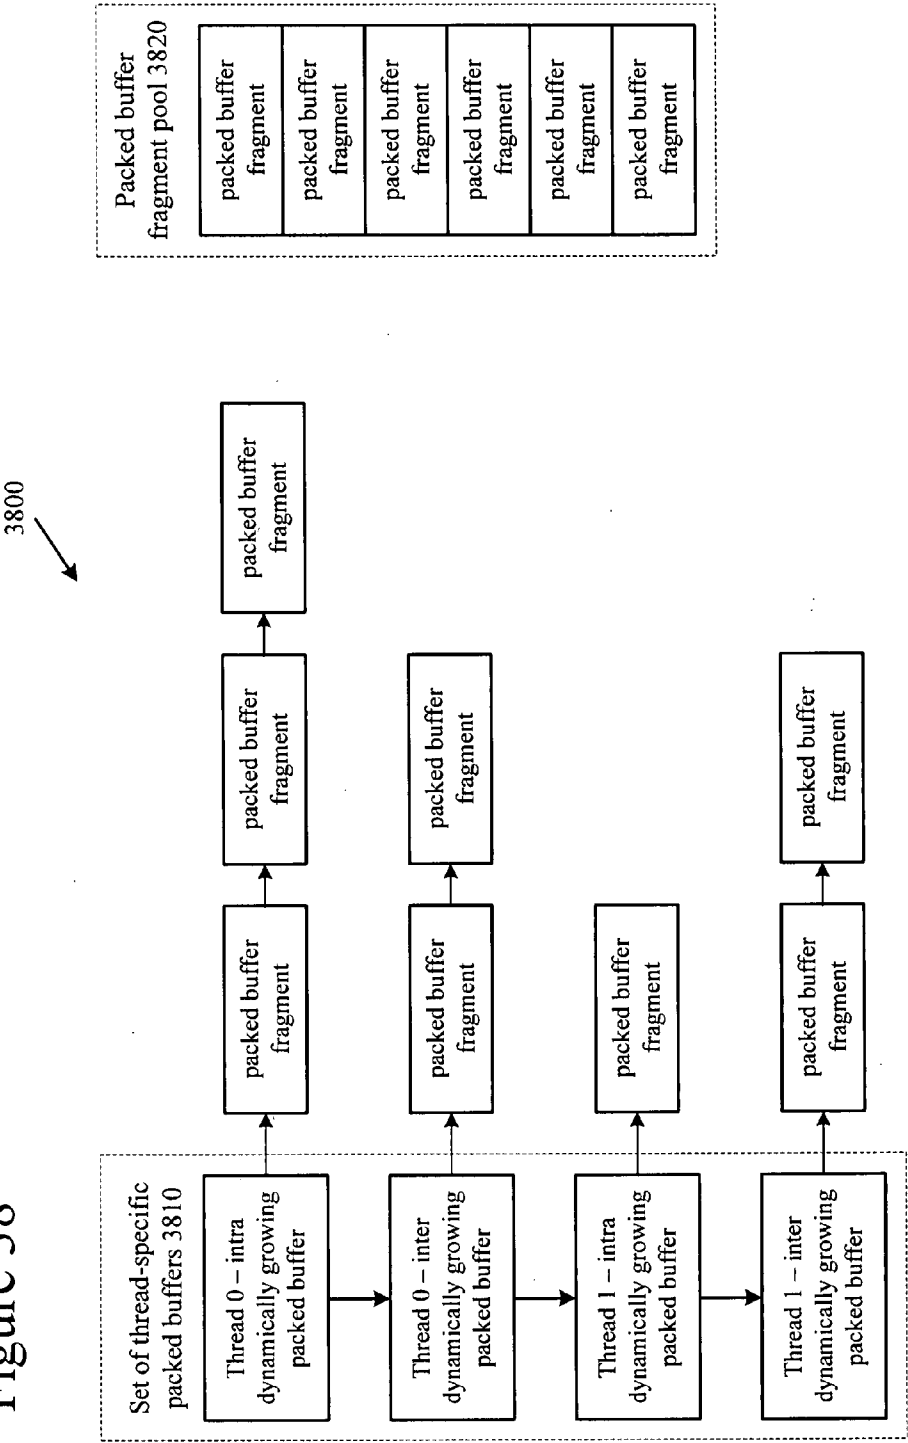 Figure 38
3800
Set of thread-specific
packed buffers 3810
Thread 0 – intra
dynamically growing
packed buffer
packed buffer
fragment
packed buffer
fragment
packed buffer
fragment
Thread 0 – inter
dynamically growing
packed buffer
packed buffer
fragment
packed buffer
fragment
Thread 1 – intra
dynamically growing
packed buffer
packed buffer
fragment
Thread 1 – inter
dynamically growing
packed buffer
packed buffer
fragment
packed buffer
fragment
Packed buffer
fragment pool 3820
packed buffer
fragment
packed buffer
fragment
packed buffer
fragment
packed buffer
fragment
packed buffer
fragment
packed buffer
fragment